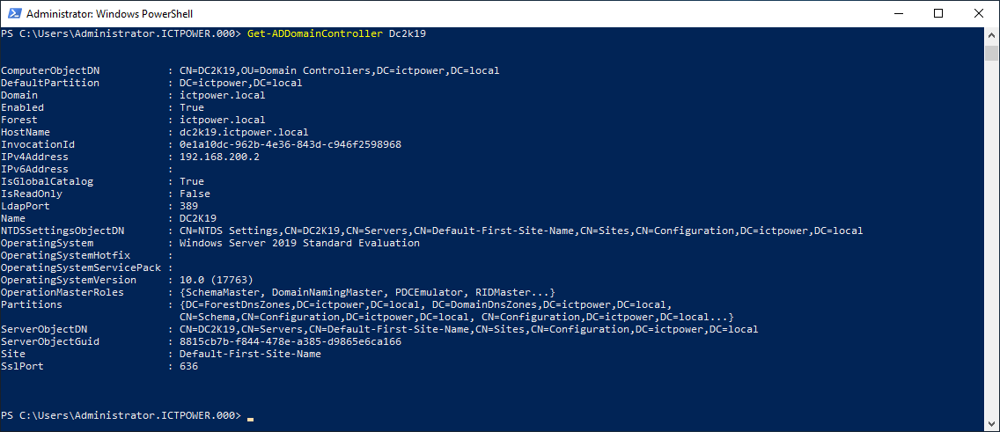 Administrator: Windows PowerShell
PS C:\Users\Administrator.ICTPOWER.000> Get-ADDomainController Dc2k19
ComputerObjectDN           : CN=DC2K19,OU=Domain Controllers,DC=ictpower,DC=local
DefaultPartition           : DC=ictpower,DC=local
Domain                     : ictpower.local
Enabled                    : True
Forest                     : ictpower.local
HostName                   : dc2k19.ictpower.local
InvocationId               : 0e1a10dc-962b-4e36-843d-c946f2598968
IPv4Address                : 192.168.200.2
IPv6Address                :
IsGlobalCatalog            : True
IsReadOnly                 : False
LdapPort                   : 389
Name                       : DC2K19
NTDSSettingsObjectDN       : CN=NTDS Settings,CN=DC2K19,CN=Servers,CN=Default-First-Site-Name,CN=Sites,CN=Configuration,DC=ictpower,DC=local
OperatingSystem            : Windows Server 2019 Standard Evaluation
OperatingSystemHotfix      :
OperatingSystemServicePack :
OperatingSystemVersion     : 10.0 (17763)
OperationMasterRoles       : {SchemaMaster, DomainNamingMaster, PDCEmulator, RIDMaster...}
Partitions                 : {DC=ForestDnsZones,DC=ictpower,DC=local, DC=DomainDnsZones,DC=ictpower,DC=local,
                             CN=Schema,CN=Configuration,DC=ictpower,DC=local, CN=Configuration,DC=ictpower,DC=local...}
ServerObjectDN             : CN=DC2K19,CN=Servers,CN=Default-First-Site-Name,CN=Sites,CN=Configuration,DC=ictpower,DC=local
ServerObjectGuid           : 8815cb7b-f844-478e-a385-d9865e6ca166
Site                       : Default-First-Site-Name
SslPort                    : 636
PS C:\Users\Administrator.ICTPOWER.000>